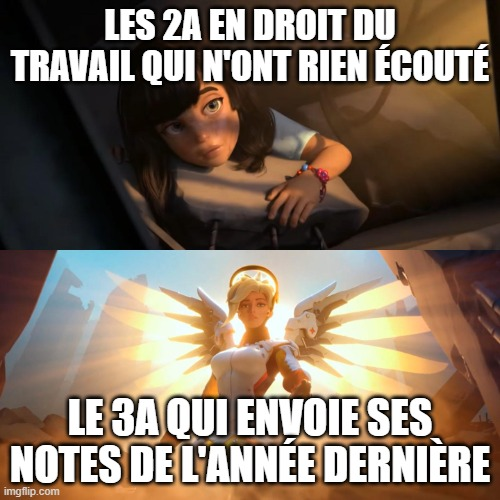 LES 2A EN DROIT DU
TRAVAIL QUI N'ONT RIEN ÉCOUTÉ
LE 3A QUI ENVOIE SES
NOTES DE L'ANNÉE DERNIÈRE
imgflip.com